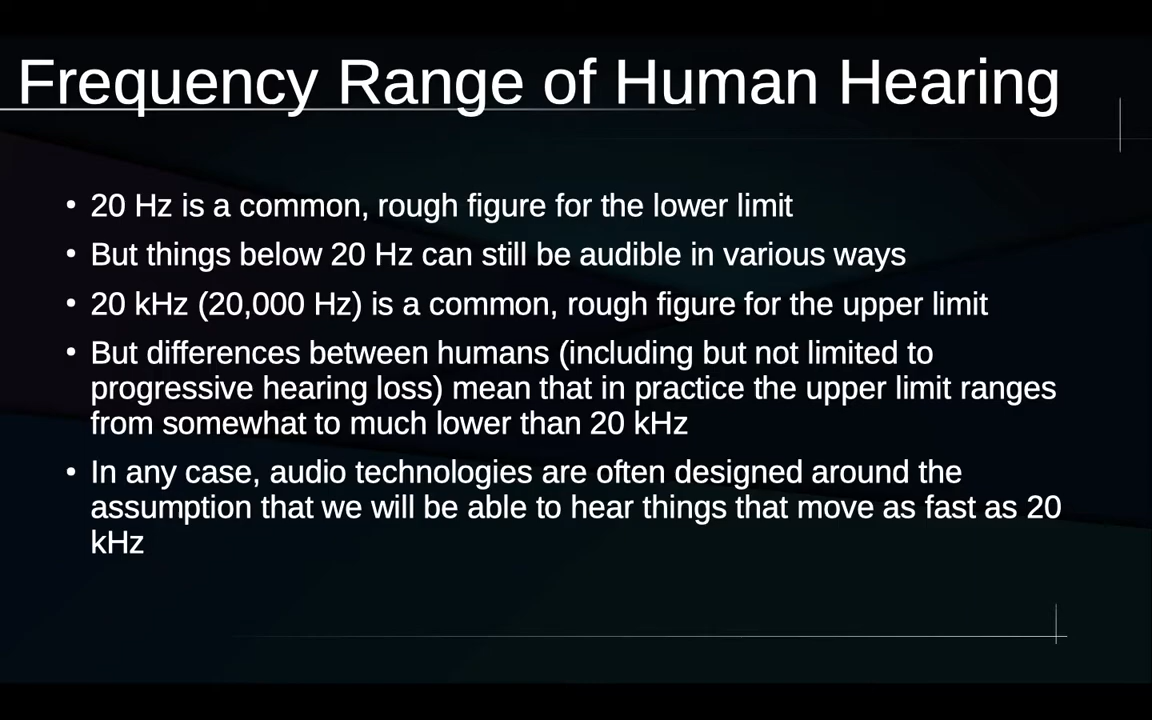 Frequency Range of Human Hearing
• 20 Hz is a common, rough figure for the lower limit
• But things below 20 Hz can still be audible in various ways
• 20 kHz (20,000 Hz) is a common, rough figure for the upper limit
• But differences between humans (including but not limited to
progressive hearing loss) mean that in practice the upper limit ranges
from somewhat to much lower than 20 kHz
• In any case, audio technologies are often designed around the
assumption that we will be able to hear things that move as fast as 20
kHz